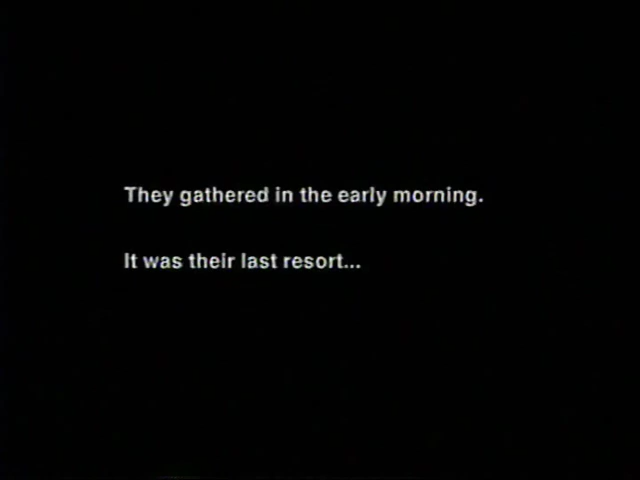 They gathered in the early morning.
It was their last resort...